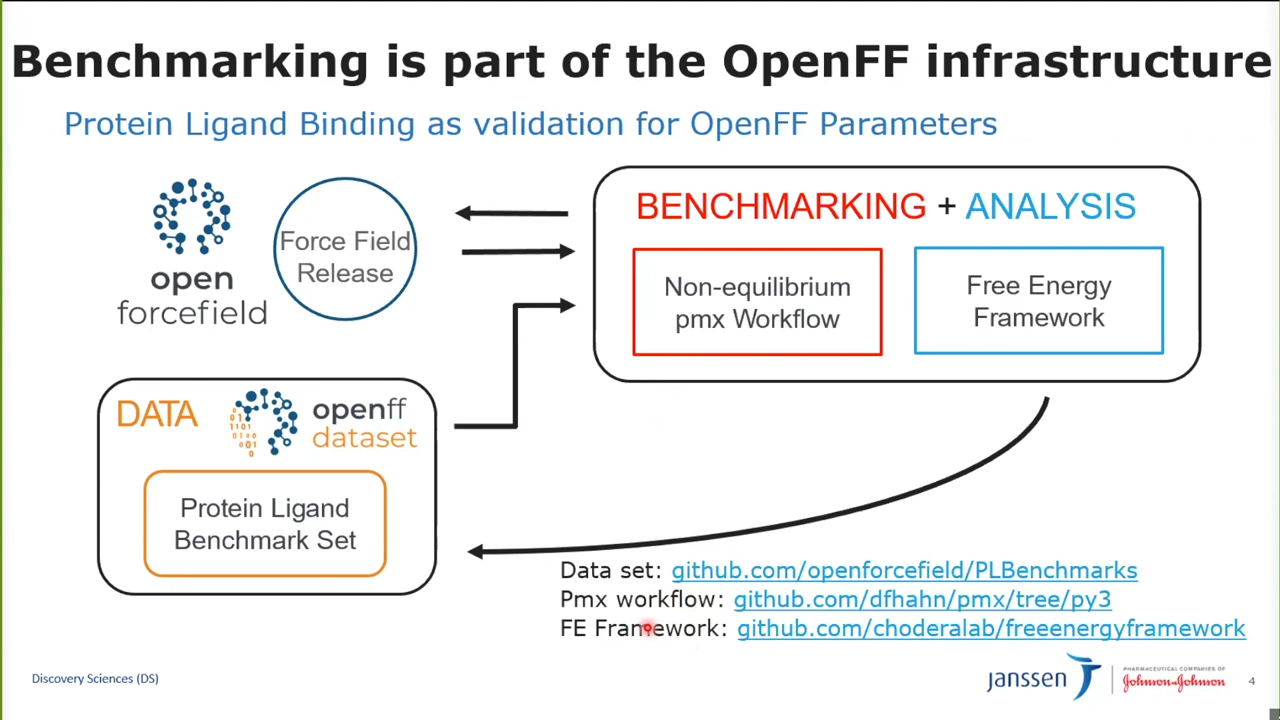 Benchmarking is part of the OpenFF infrastructure
Protein Ligand Binding as validation for OpenFF Parameters
open
forcefield
Force Field
Release
BENCHMARKING + ANALYSIS
Non-equilibrium
pmx Workflow
Free Energy
Framework
DATA
openff
dataset
Protein Ligand
Benchmark Set
Data set: github.com/openforcefield/PLBenchmarks
Pmx workflow: github.com/dfhahn/pmx/tree/py3
FE Framework: github.com/choderalab/freeenergyframework
Discovery Sciences (DS)
janssen
PHARMACEUTICAL COMPANIES OF
Johnson & Johnson
4